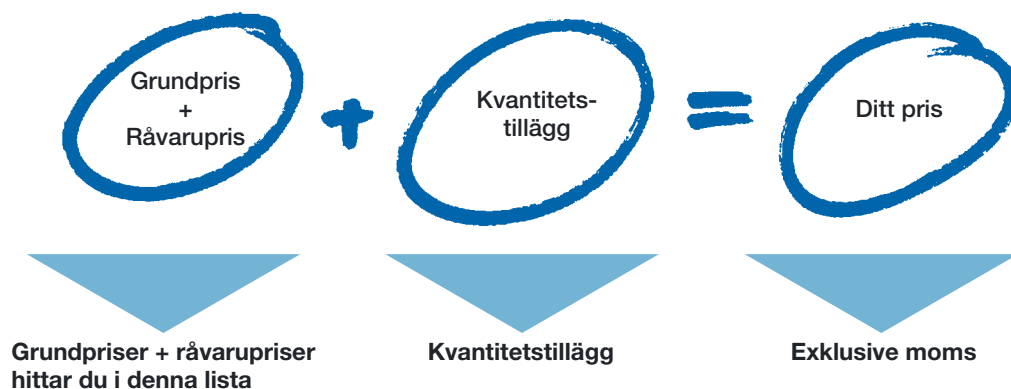 Grundpris
+
Råvarupris
+
Kvantitets-
tillägg
=
Ditt pris
Grundpriser + råvarupriser
hittar du i denna lista
Kvantitetstillägg
Exklusive moms